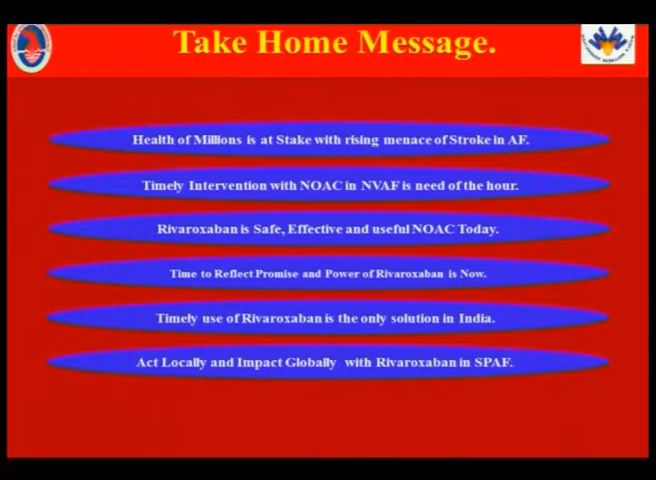 Take Home Message.
Health of Millions is at Stake with rising menace of Stroke in AF.
Timely Intervention with NOAC in NVAF is need of the hour.
Rivaroxaban is Safe, Effective and useful NOAC Today.
Time to Reflect Promise and Power of Rivaroxaban is Now.
Timely use of Rivaroxaban is the only solution in India.
Act Locally and Impact Globally with Rivaroxaban in SPAF.